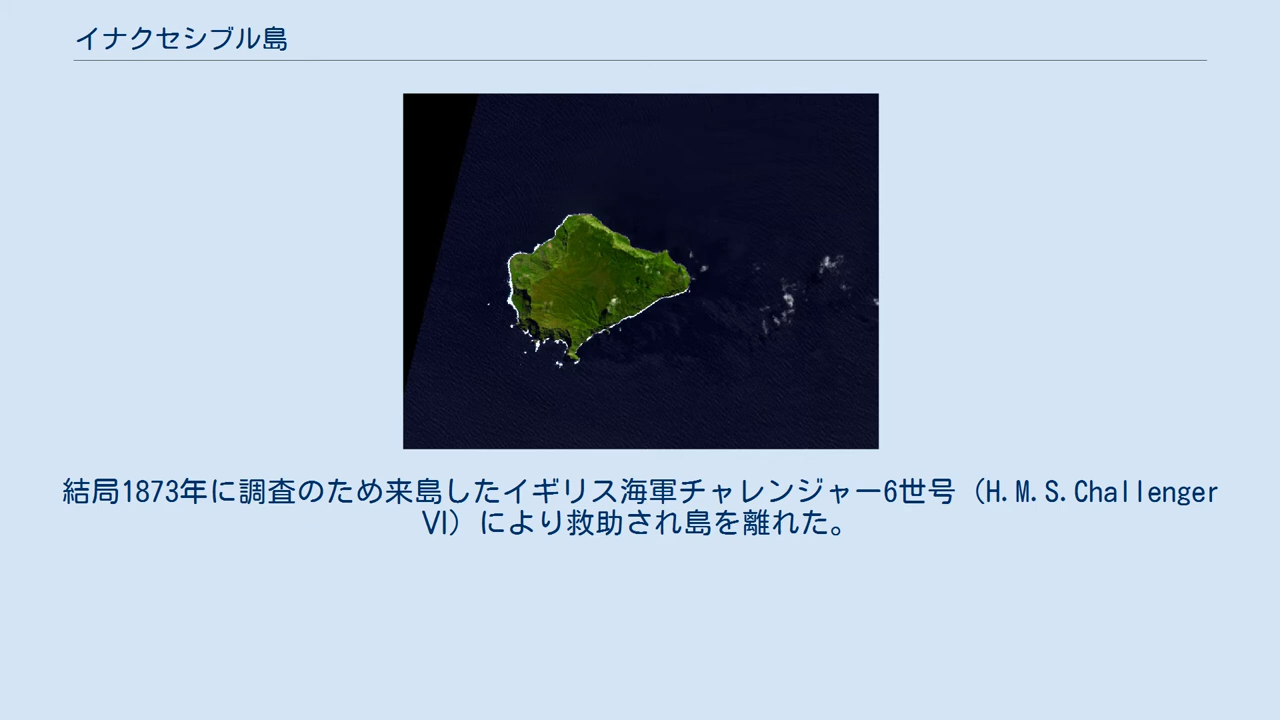 イナクセシブル島
結局1873年に調査のため来島したイギリス海軍チャレンジャー6世号（H.M.S.Challenger
Ⅵ）により救助され島を離れた。